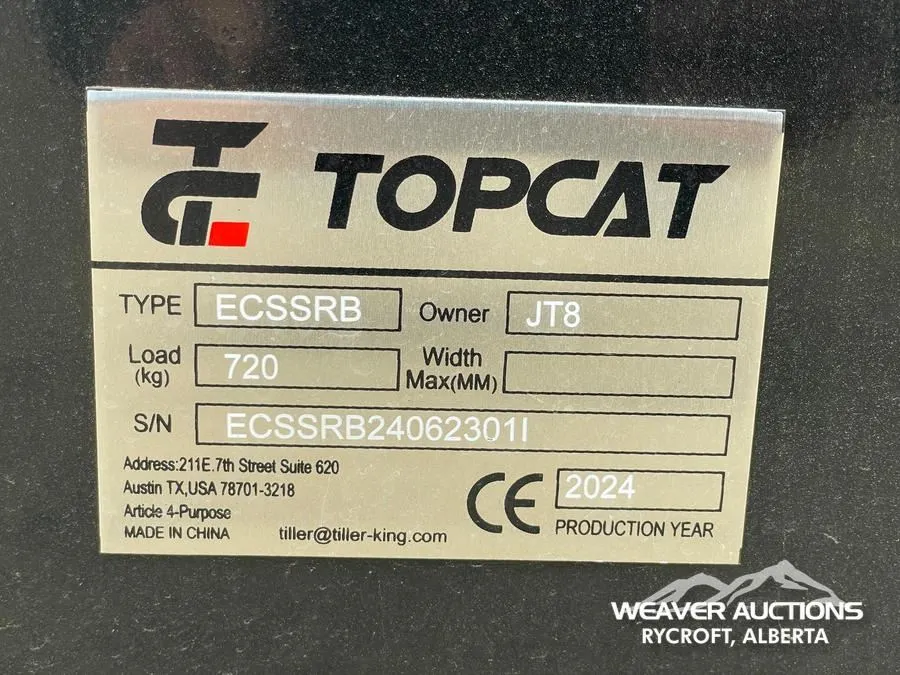 TC TOPCAT
TYPE ECSSRB Owner JT8
Load (kg) 720 Width Max(MM)
S/N ECSSRB24062301I
Address:211E.7th Street Suite 620
Austin TX,USA 78701-3218
Article 4-Purpose
MADE IN CHINA tiller@tiller-king.com
CE 2024
PRODUCTION YEAR
WEAVER AUCTIONS
RYCROFT, ALBERTA